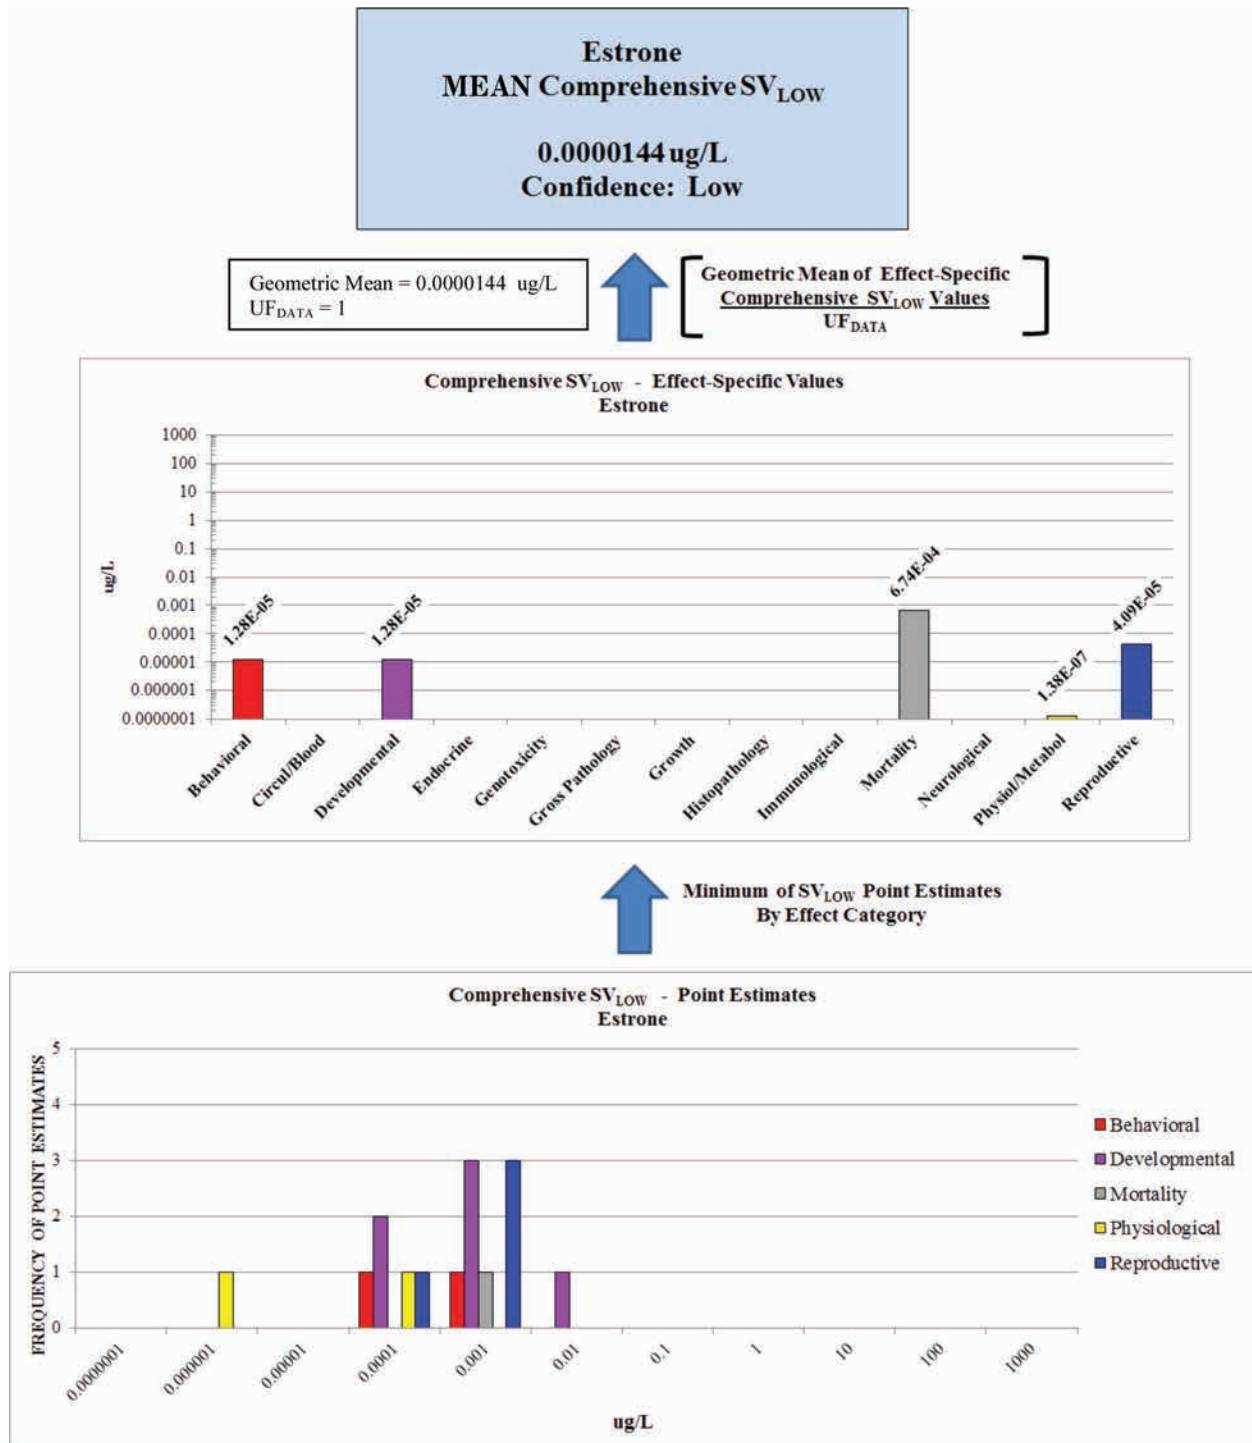 Estrone
MEAN Comprehensive SVLOW
0.0000144 ug/L
Confidence: Low
Geometric Mean = 0.0000144 ug/L
UFDATA = 1
Geometric Mean of Effect-Specific
Comprehensive SVLOW Values
UFDATA
Comprehensive SVLOW - Effect-Specific Values
Estrone
ug/L
1000
100
10
1
0.1
0.01
0.001
0.0001
0.00001
0.000001
0.0000001
1.28E-05
1.28E-05
6.74E-04
1.38E-07
4.09E-05
Behavioral
Circul/Blood
Developmental
Endocrine
Genotoxicity
Gross Pathology
Growth
Histopathology
Immunological
Mortality
Neurological
Physiol/Metabol
Reproductive
Minimum of SVLOW Point Estimates
By Effect Category
Comprehensive SVLOW - Point Estimates
Estrone
FREQUENCY OF POINT ESTIMATES
5
4
3
2
1
0
0.0000001
0.000001
0.00001
0.0001
0.001
0.01
0.1
1
10
100
1000
ug/L
Behavioral
Developmental
Mortality
Physiological
Reproductive